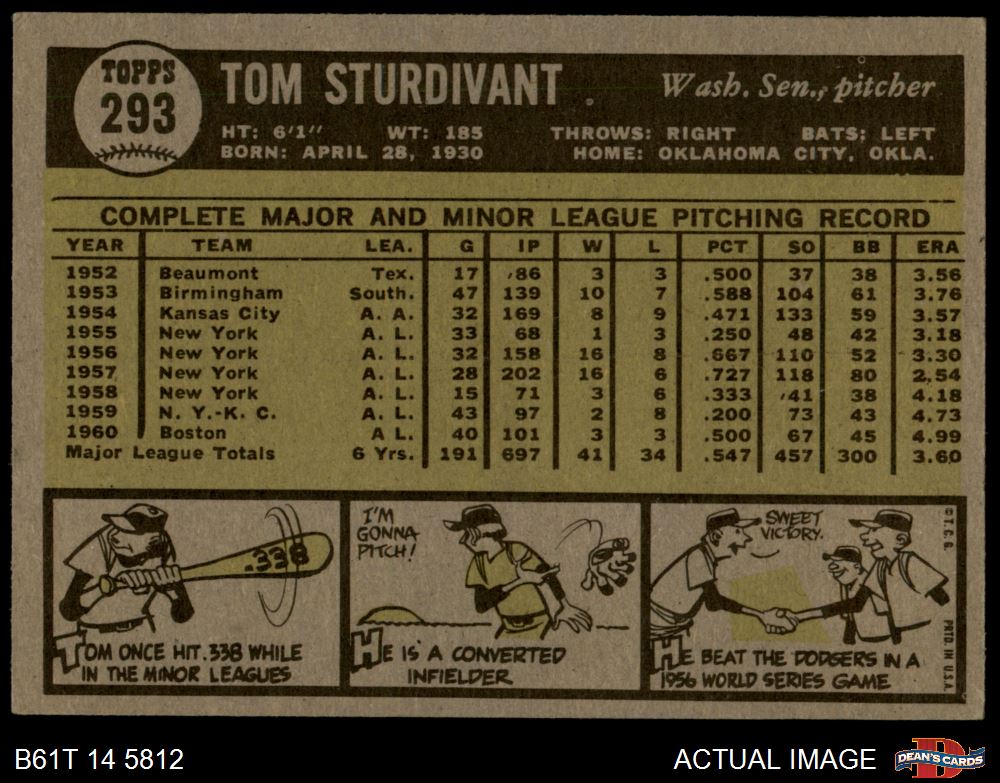 TOPPS
293
TOM STURDIVANT
Wash. Sen., pitcher
HT: 6'1" WT: 185 THROWS: RIGHT BATS: LEFT
BORN: APRIL 28, 1930 HOME: OKLAHOMA CITY, OKLA.
COMPLETE MAJOR AND MINOR LEAGUE PITCHING RECORD
YEAR TEAM LEA. G IP W L PCT SO BB ERA
1952 Beaumont Tex. 17 86 3 3 .500 37 38 3.56
1953 Birmingham South. 47 139 10 7 .588 104 61 3.76
1954 Kansas City A. A. 32 169 8 9 .471 133 59 3.57
1955 New York A. L. 33 68 1 3 .250 48 42 3.18
1956 New York A. L. 32 158 16 8 .667 110 52 3.30
1957 New York A. L. 28 202 16 6 .727 118 80 2.54
1958 New York A. L. 15 71 3 6 .333 41 38 4.18
1959 N. Y.-K. C. A. L. 43 97 2 8 .200 73 43 4.73
1960 Boston A L. 40 101 3 3 .500 67 45 4.99
Major League Totals 6 Yrs. 191 697 41 34 .547 457 300 3.60
.338
TOM ONCE HIT .338 WHILE
IN THE MINOR LEAGUES
I'M
GONNA
PITCH!
HE IS A CONVERTED
INFIELDER
SWEET
VICTORY.
HE BEAT THE DODGERS IN A
1956 WORLD SERIES GAME
© T. C. G.
PRTD. IN U.S.A.
B61T 14 5812
ACTUAL IMAGE
D
DEAN'S CARDS